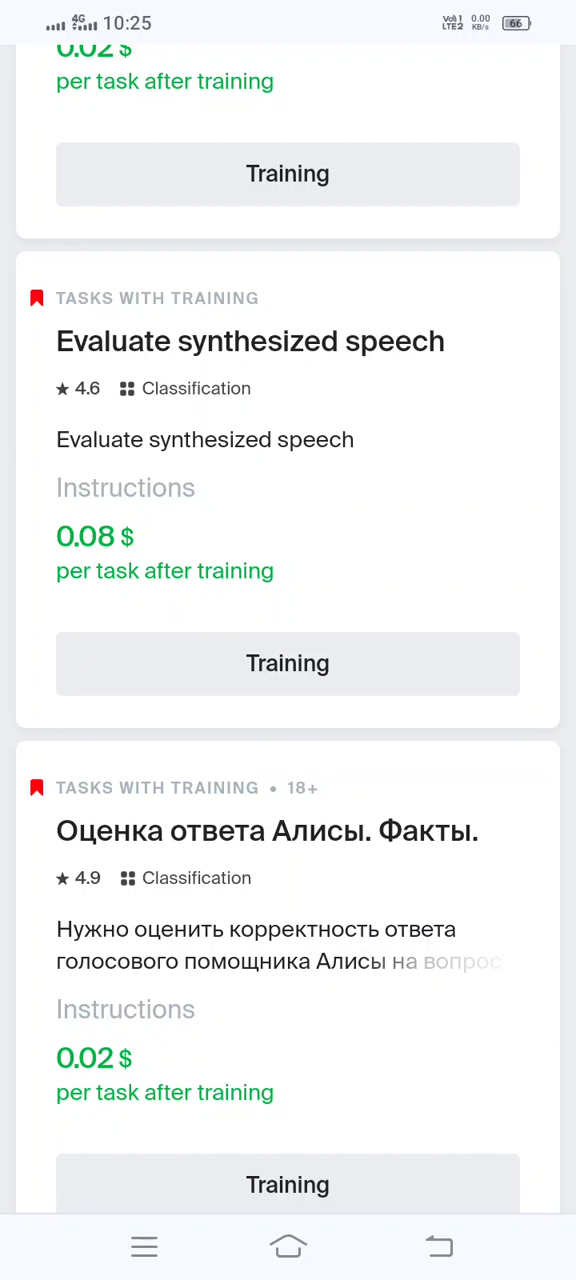 4G 10:25 Vo)) 1 LTE2 0.00 KB/s 66
0.02 $
per task after training
Training
TASKS WITH TRAINING
Evaluate synthesized speech
4.6 Classification
Evaluate synthesized speech
Instructions
0.08 $
per task after training
Training
TASKS WITH TRAINING • 18+
Оценка ответа Алисы. Факты.
4.9 Classification
Нужно оценить корректность ответа
голосового помощника Алисы на вопрос
Instructions
0.02 $
per task after training
Training